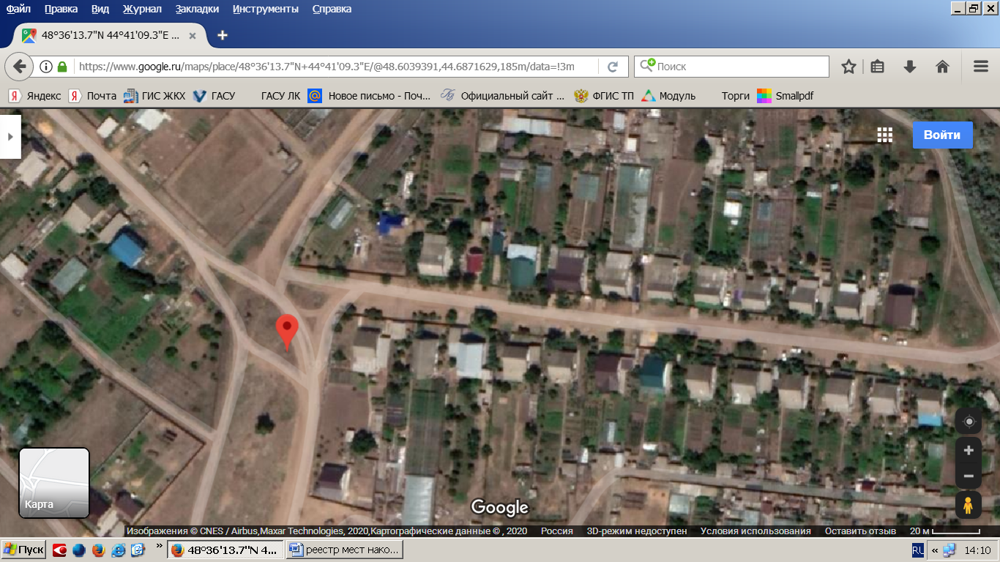 Файл Правка Вид Журнал Закладки Инструменты Справка
48°36'13.7"N 44°41'09.3"E ...
https://www.google.ru/maps/place/48°36'13.7"N+44°41'09.3"E/@48.6039391,44.6871629,185m/data=!3m
Поиск
Яндекс Почта ГИС ЖКХ ГАСУ ГАСУ ЛК Новое письмо - Поч... Официальный сайт ... ФГИС ТП Модуль Торги Smallpdf
Войти
Карта
Google
Изображения © CNES / Airbus,Maxar Technologies, 2020,Картографические данные © , 2020 Россия 3D-режим недоступен Условия использования Оставить отзыв 20 м
Пуск » 48°36'13.7"N 4... реестр мест нако... RU « 14:10